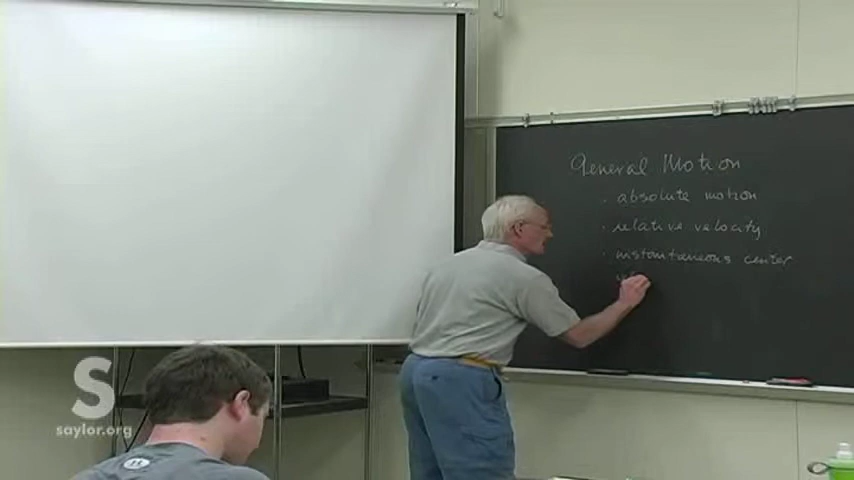 General Motion
· absolute motion
· relative velocity
· instantaneous center
S
saylor.org